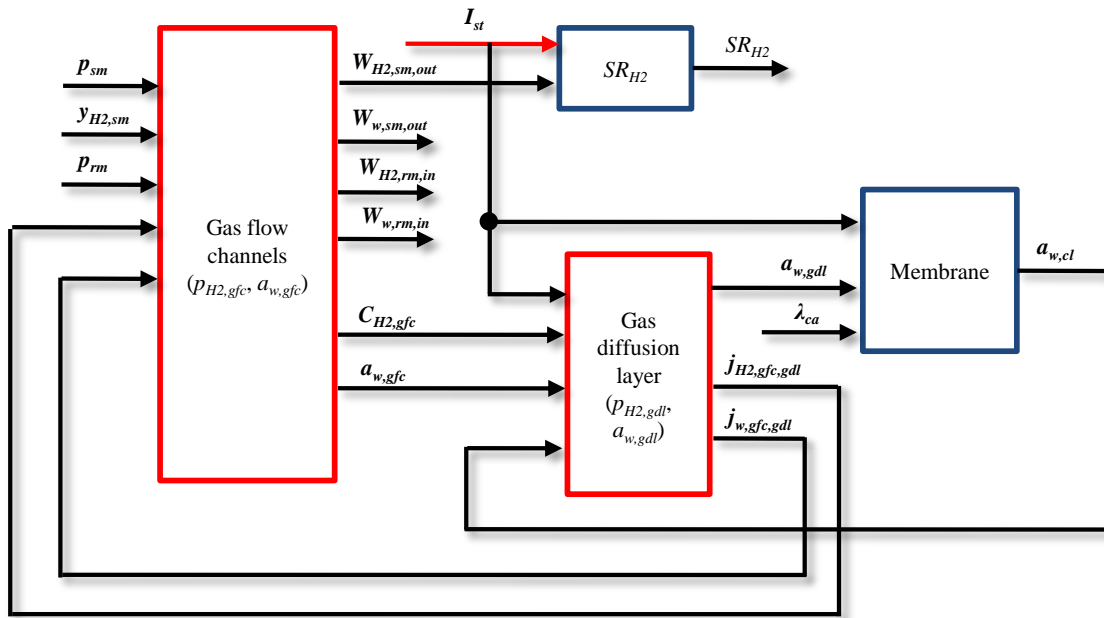 I_st
p_sm
W_H2,sm,out
SR_H2
SR_H2
y_H2,sm
W_w,sm,out
p_rm
W_H2,rm,in
W_w,rm,in
Gas flow
channels
(p_H2,gfc, a_w,gfc)
a_w,gdl
Membrane
a_w,cl
C_H2,gfc
Gas
diffusion
layer
(p_H2,gdl,
a_w,gdl)
λ_ca
a_w,gfc
j_H2,gfc,gdl
j_w,gfc,gdl